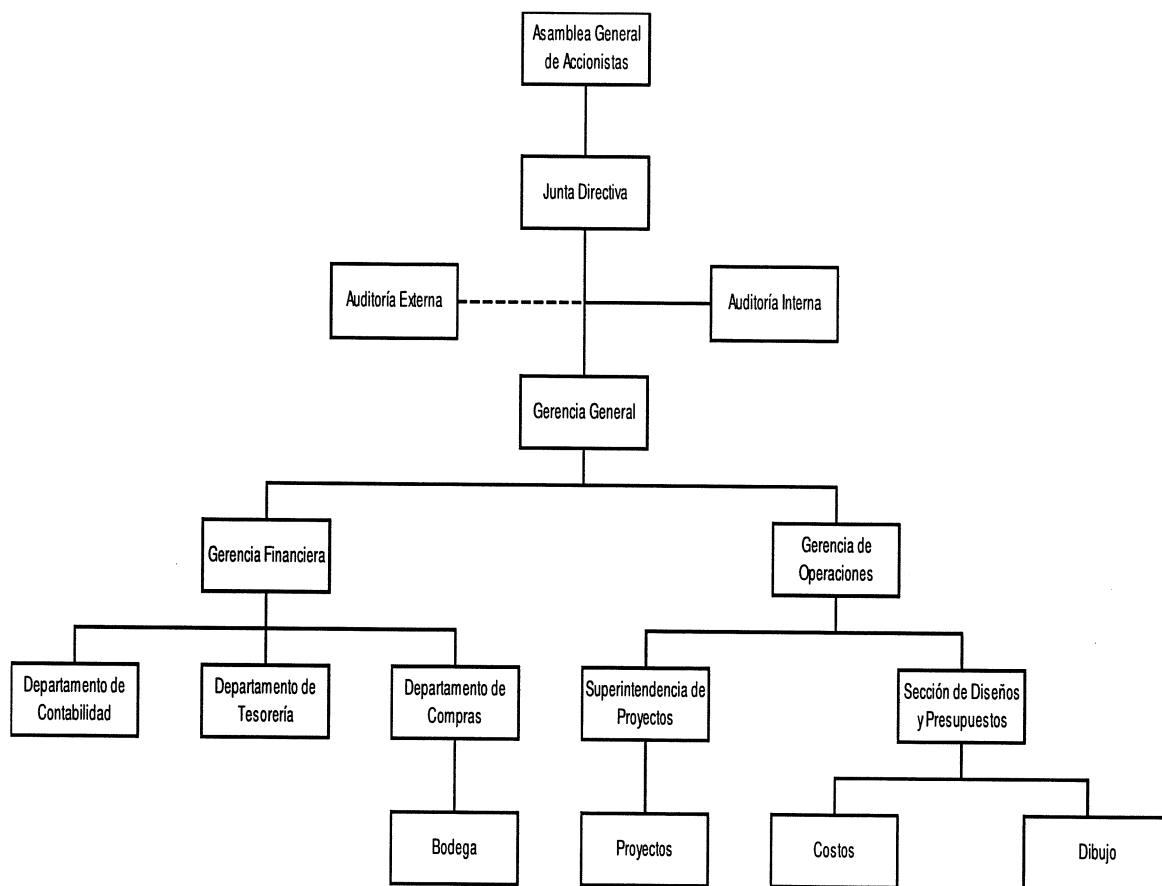 Asamblea General
de Accionistas
Junta Directiva
Auditoría Externa
Auditoría Interna
Gerencia General
Gerencia Financiera
Gerencia de
Operaciones
Departamento de
Contabilidad
Departamento de
Tesorería
Departamento de
Compras
Superintendencia de
Proyectos
Sección de Diseños
y Presupuestos
Bodega
Proyectos
Costos
Dibujo